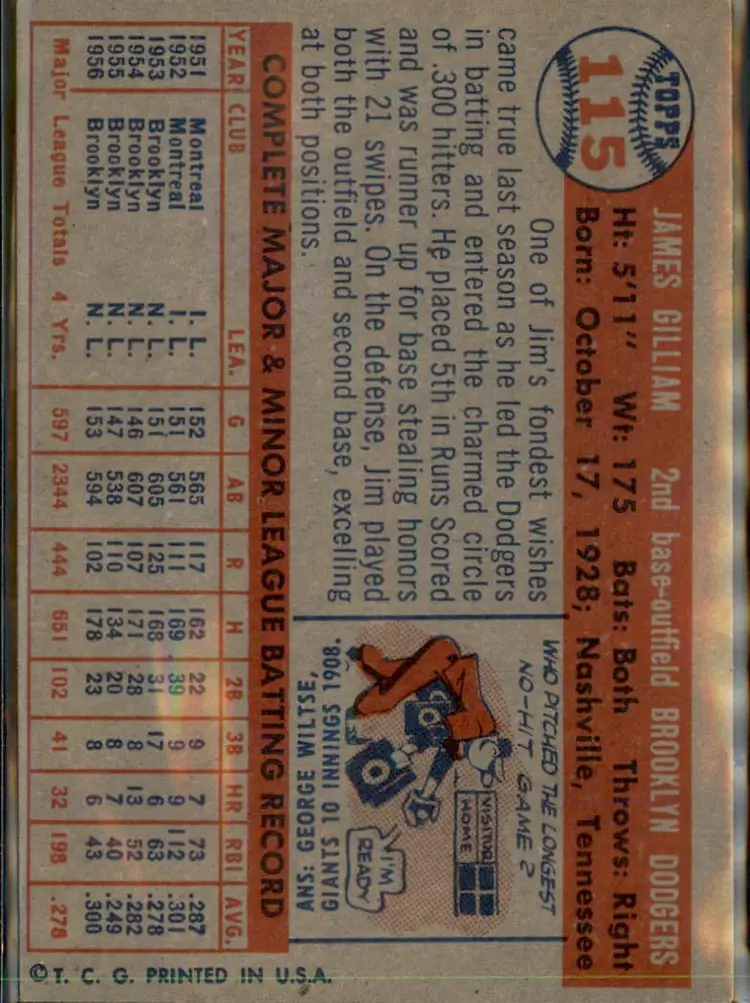 TOPPS
115
JAMES GILLIAM 2nd base-outfield BROOKLYN DODGERS
Ht: 5'11" Wt: 175 Bats: Both Throws: Right
Born: October 17, 1928; Nashville, Tennessee
One of Jim's fondest wishes
came true last season as he led the Dodgers
in batting and entered the charmed circle
of .300 hitters. He placed 5th in Runs Scored
and was runner up for base stealing honors
with 21 swipes. On the defense, Jim played
both the outfield and second base, excelling
at both positions.
WHO PITCHED THE LONGEST
NO-HIT GAME?
VISITOR
HOME
I'M
READY
ANS: GEORGE WILTSE,
GIANTS 10 INNINGS 1908.
COMPLETE MAJOR & MINOR LEAGUE BATTING RECORD
YEAR CLUB LEA. G AB R H 2B 3B HR RBI AVG.
1951 Montreal I. L. 152 565 117 162 22 9 7 73 .287
1952 Montreal I. L. 151 561 111 169 39 9 9 112 .301
1953 Brooklyn N. L. 151 605 125 168 31 17 6 63 .278
1954 Brooklyn N. L. 146 607 107 171 28 8 13 52 .282
1955 Brooklyn N. L. 147 538 110 134 20 8 7 40 .249
1956 Brooklyn N. L. 153 594 102 178 23 8 6 43 .300
Major League Totals 4 Yrs. 597 2344 444 651 102 41 32 198 .278
© T. C. G. PRINTED IN U.S.A.